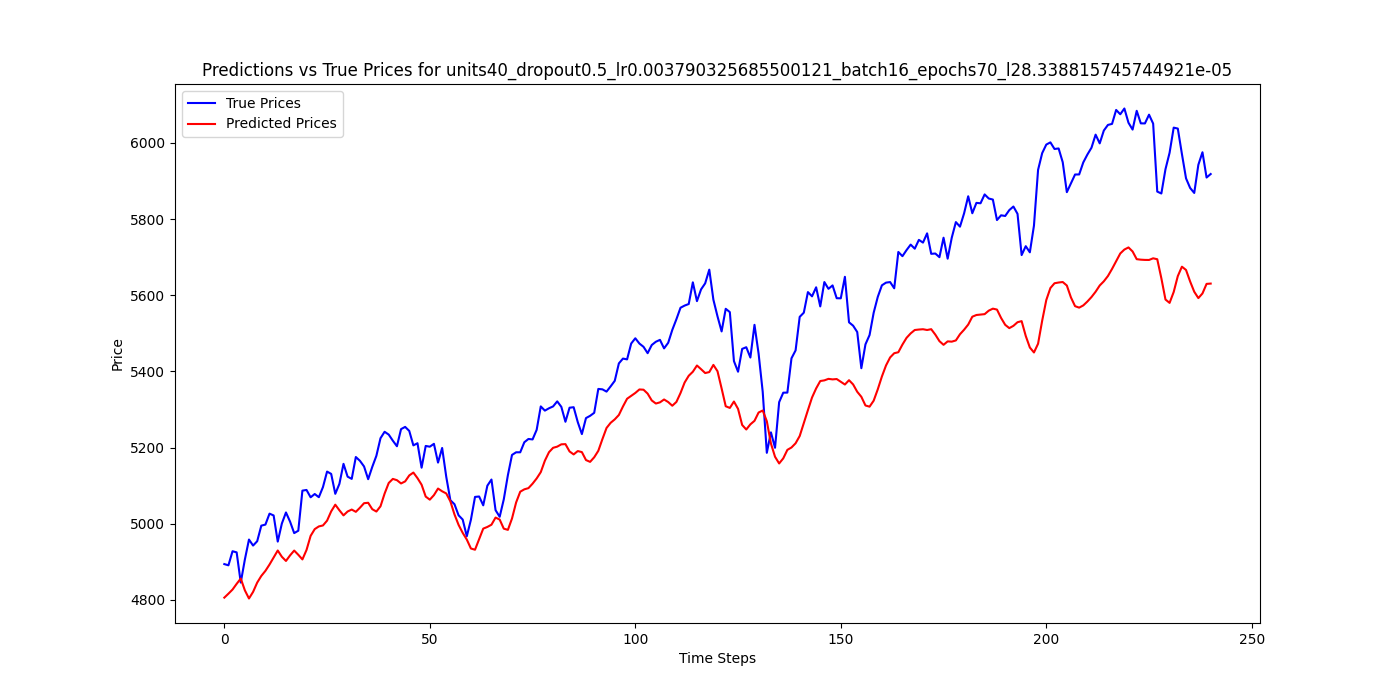 Predictions vs True Prices for units40_dropout0.5_lr0.003790325685500121_batch16_epochs70_l28.338815745744921e-05
True Prices
Predicted Prices
6000
5800
5600
5400
5200
5000
4800
Price
0 50 100 150 200 250
Time Steps